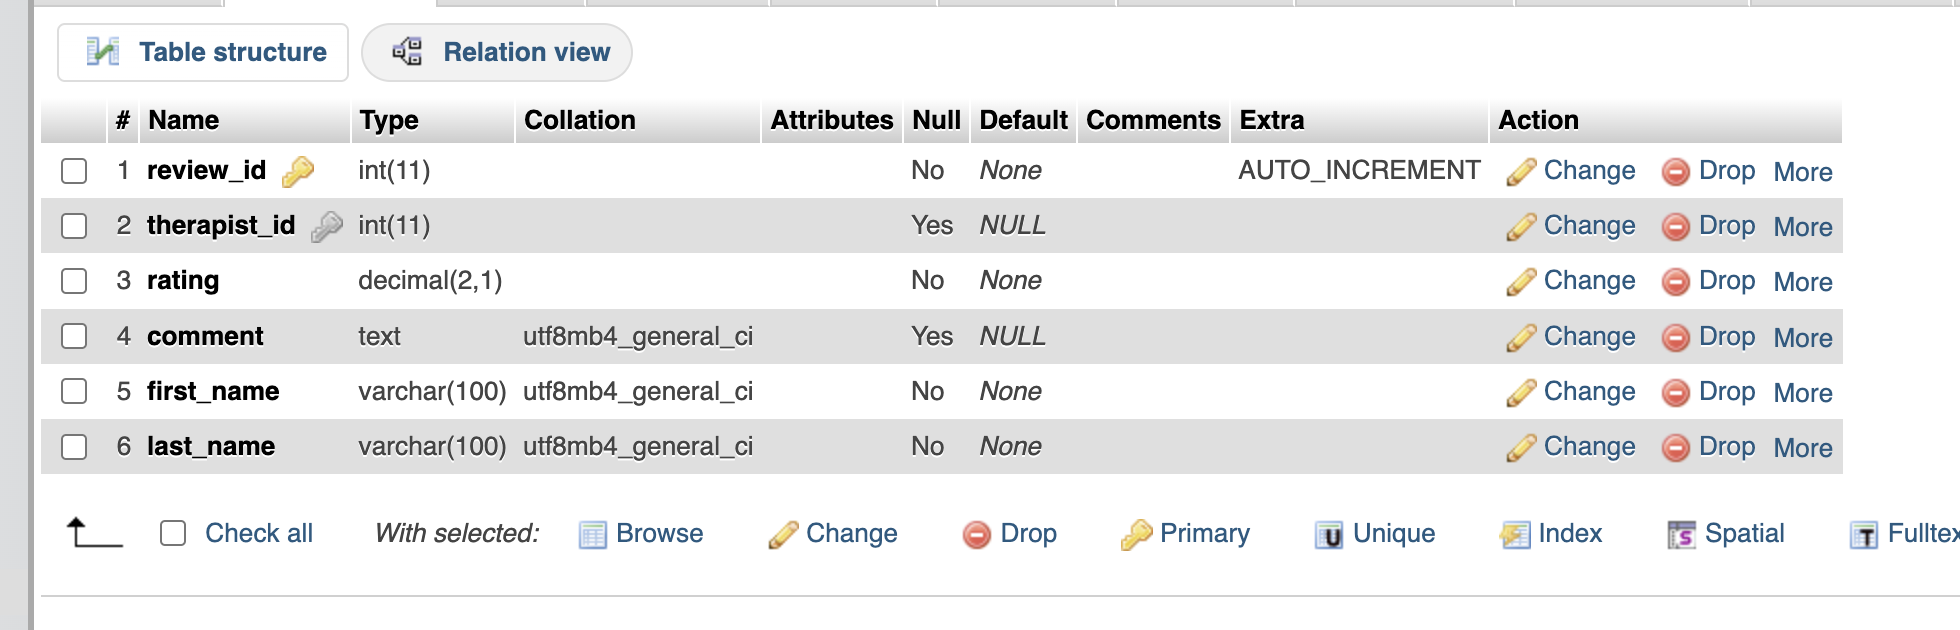 Table structure Relation view
# Name Type Collation Attributes Null Default Comments Extra Action
1 review_id int(11) No None AUTO_INCREMENT Change Drop More
2 therapist_id int(11) Yes NULL Change Drop More
3 rating decimal(2,1) No None Change Drop More
4 comment text utf8mb4_general_ci Yes NULL Change Drop More
5 first_name varchar(100) utf8mb4_general_ci No None Change Drop More
6 last_name varchar(100) utf8mb4_general_ci No None Change Drop More
Check all With selected: Browse Change Drop Primary Unique Index Spatial Fulltex